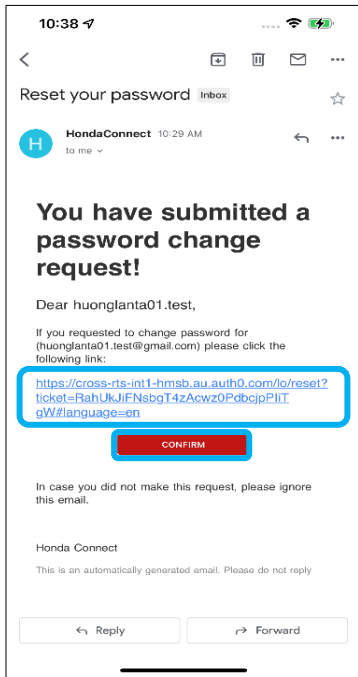 10:38
Reset your password Inbox
H
HondaConnect 10:29 AM
to me
You have submitted a
password change
request!
Dear huonglanta01.test,
If you requested to change password for
(huonglanta01.test@gmail.com) please click the
following link:
https://cross-rts-int1-hmsb.au.auth0.com/lo/reset?
ticket=RahUkJiFNsbgT4zAcwz0PdbcjpPIiT
gW#language=en
CONFIRM
In case you did not make this request, please ignore
this email.
Honda Connect
This is an automatically generated email. Please do not reply
Reply
Forward